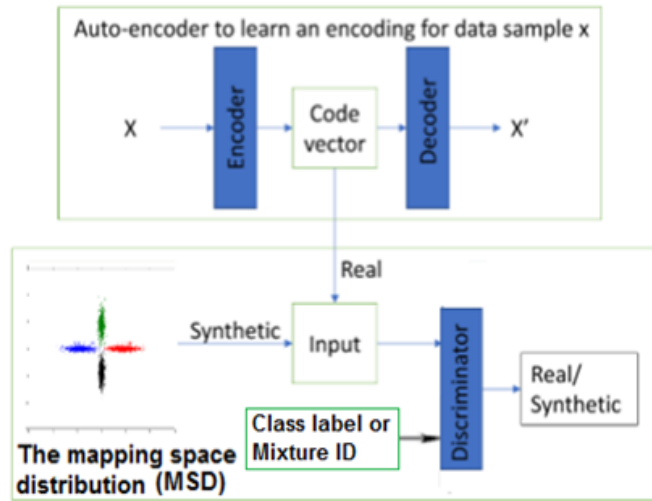 Auto-encoder to learn an encoding for data sample x
X
Encoder
Code
vector
Decoder
X'
Real
Synthetic
Input
Discriminator
Real/
Synthetic
Class label or
Mixture ID
The mapping space
distribution (MSD)